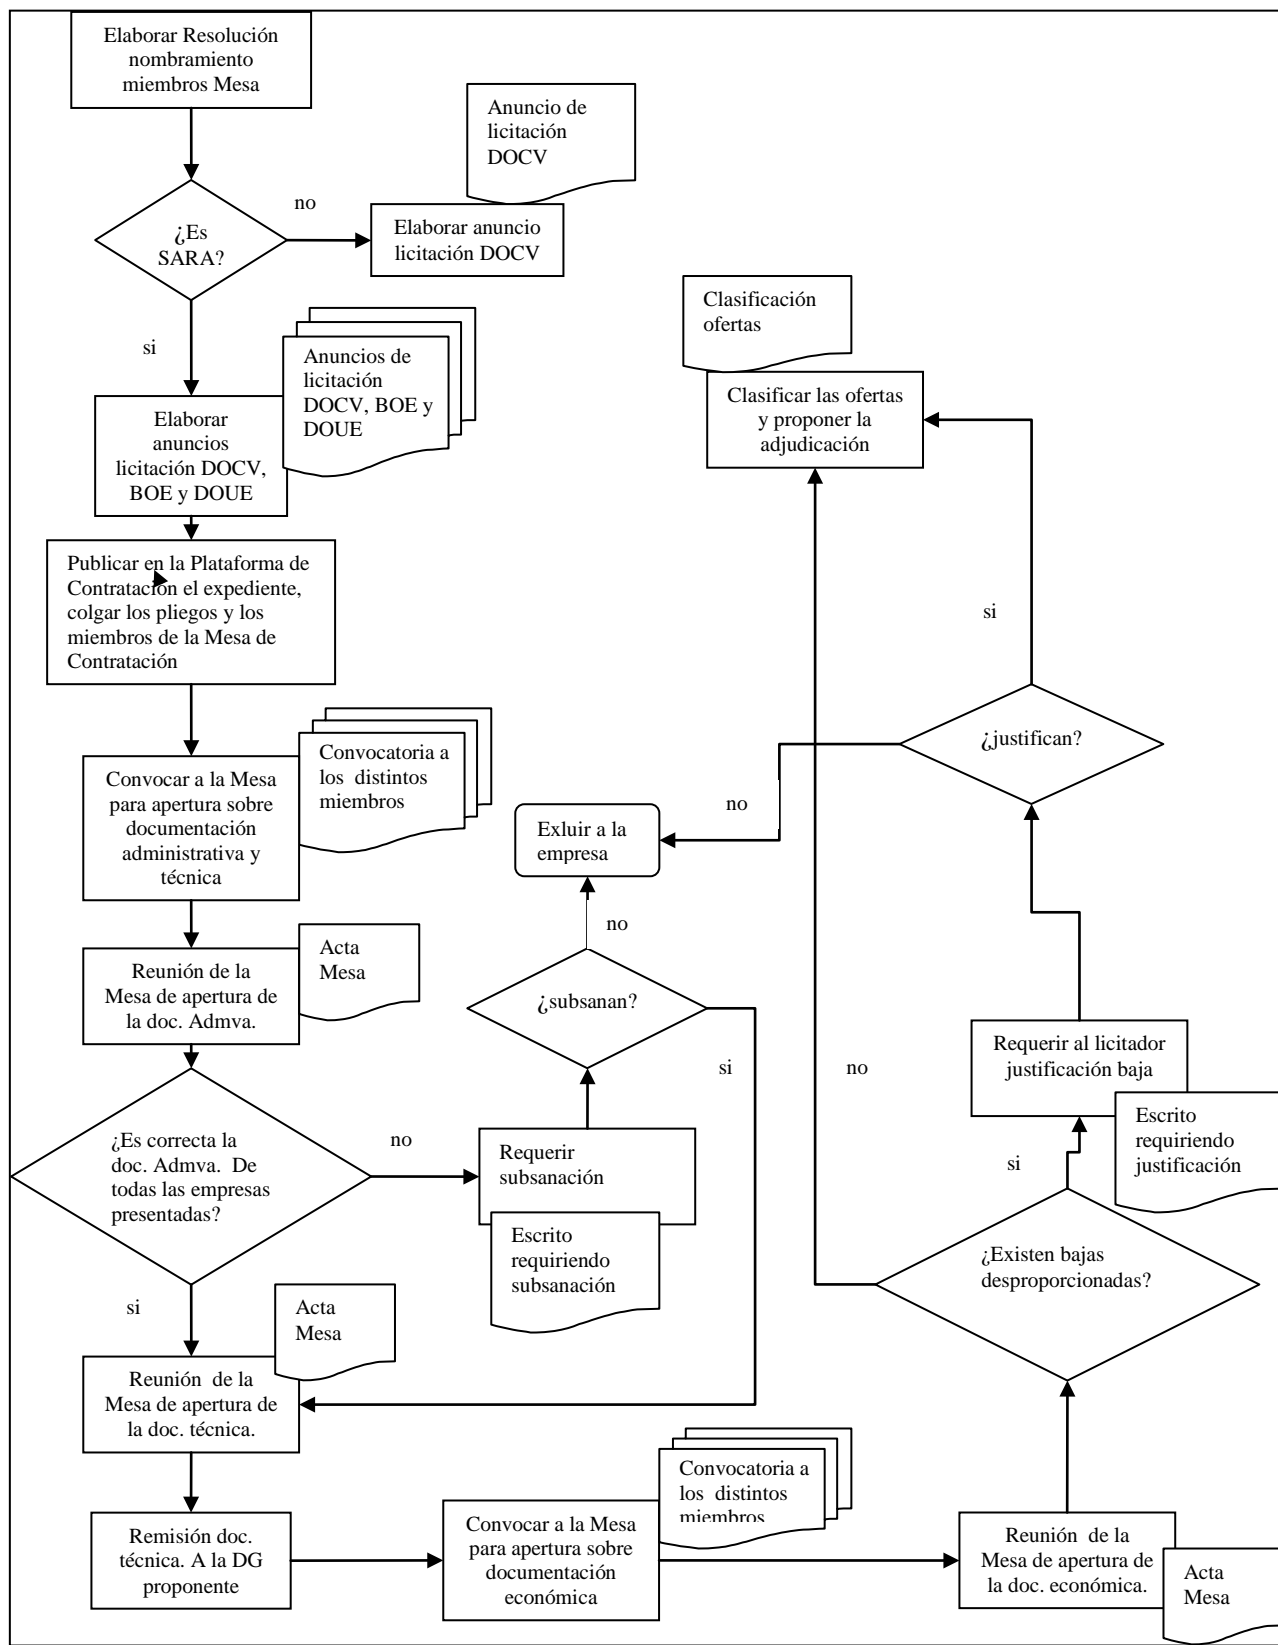 Elaborar Resolución
nombramiento
miembros Mesa
Anuncio de
licitación
DOCV
no
¿Es
SARA?
Elaborar anuncio
licitación DOCV
si
Anuncios de
licitación
DOCV, BOE y
DOUE
Elaborar
anuncios
licitación DOCV,
BOE y DOUE
Clasificación
ofertas
Clasificar las ofertas
y proponer la
adjudicación
Publicar en la Plataforma de
Contratación el expediente,
colgar los pliegos y los
miembros de la Mesa de
Contratación
si
¿justifican?
no
Convocatoria a
los distintos
miembros
Convocar a la Mesa
para apertura sobre
documentación
administrativa y
técnica
Exluir a la
empresa
no
Acta
Mesa
Reunión de la
Mesa de apertura de
la doc. Admva.
¿subsanan?
si
no
Requerir al licitador
justificación baja
Escrito
requiriendo
justificación
si
¿Es correcta la
doc. Admva. De
todas las empresas
presentadas?
no
Requerir
subsanación
Escrito
requiriendo
subsanación
¿Existen bajas
desproporcionadas?
si
Acta
Mesa
Reunión de la
Mesa de apertura de
la doc. técnica.
Remisión doc.
técnica. A la DG
proponente
Convocatoria a
los distintos
miembros
Convocar a la Mesa
para apertura sobre
documentación
económica
Reunión de la
Mesa de apertura de
la doc. económica.
Acta
Mesa